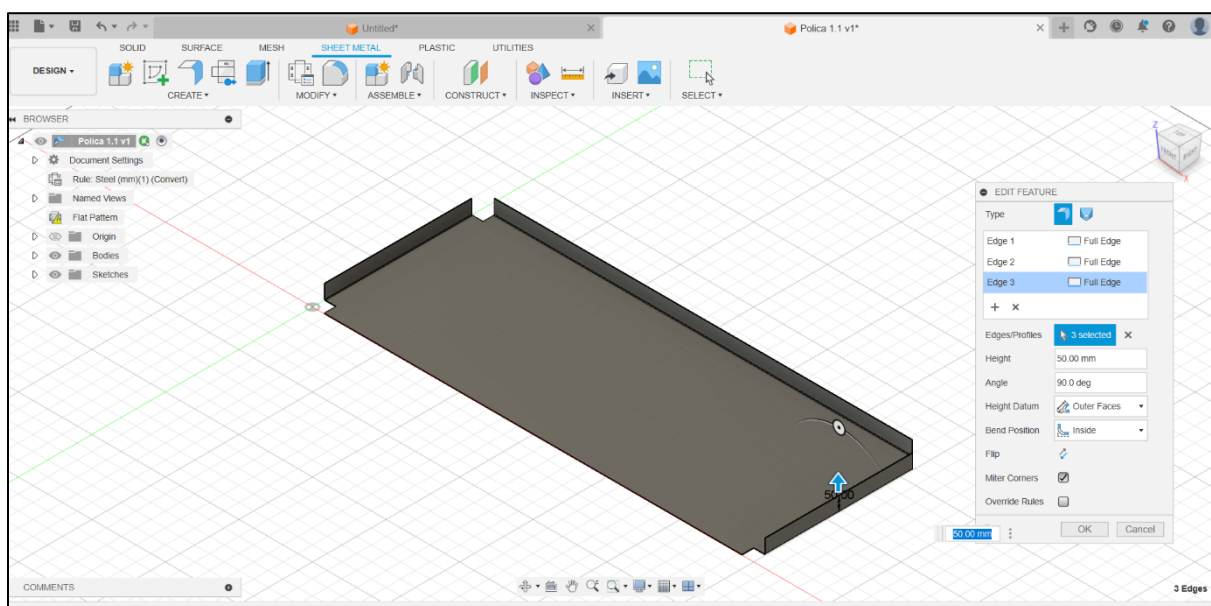 Untitled*
Polica 1.1 v1*
SOLID SURFACE MESH SHEET METAL PLASTIC UTILITIES
DESIGN
CREATE MODIFY ASSEMBLE CONSTRUCT INSPECT INSERT SELECT
BROWSER
Polica 1.1 v1
Document Settings
Rule: Steel (mm)(1) (Convert)
Named Views
Flat Pattern
Origin
Bodies
Sketches
Z
TOP
FRONT RIGHT
X
EDIT FEATURE
Type
Edge 1 Full Edge
Edge 2 Full Edge
Edge 3 Full Edge
Edges/Profiles 3 selected
Height 50.00 mm
Angle 90.0 deg
Height Datum Outer Faces
Bend Position Inside
Flip
Miter Corners
Override Rules
OK Cancel
50.00
50.00 mm
COMMENTS
3 Edges